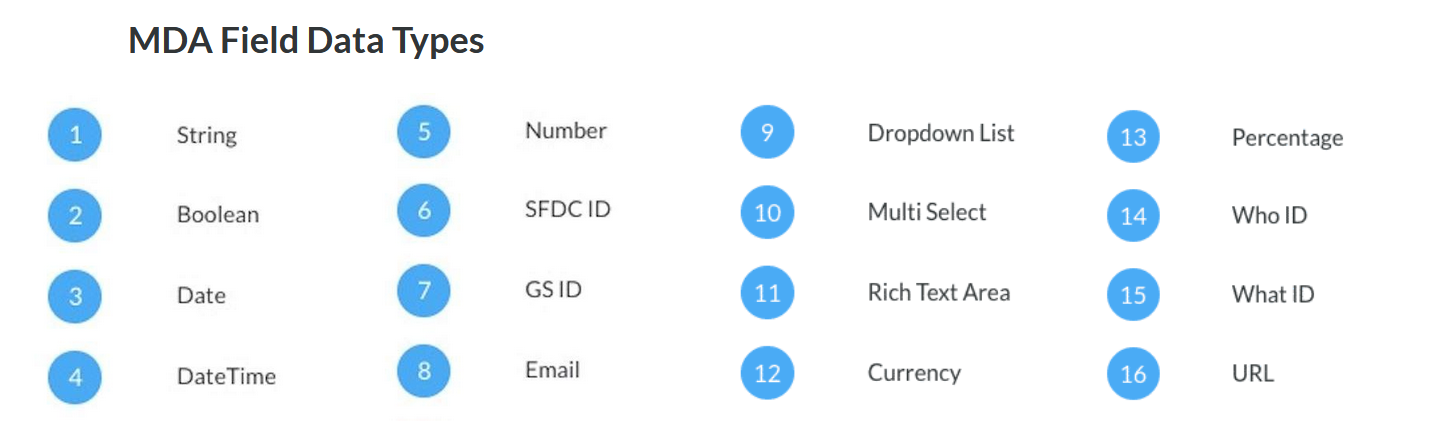 MDA Field Data Types
1 String
2 Boolean
3 Date
4 DateTime
5 Number
6 SFDC ID
7 GS ID
8 Email
9 Dropdown List
10 Multi Select
11 Rich Text Area
12 Currency
13 Percentage
14 Who ID
15 What ID
16 URL